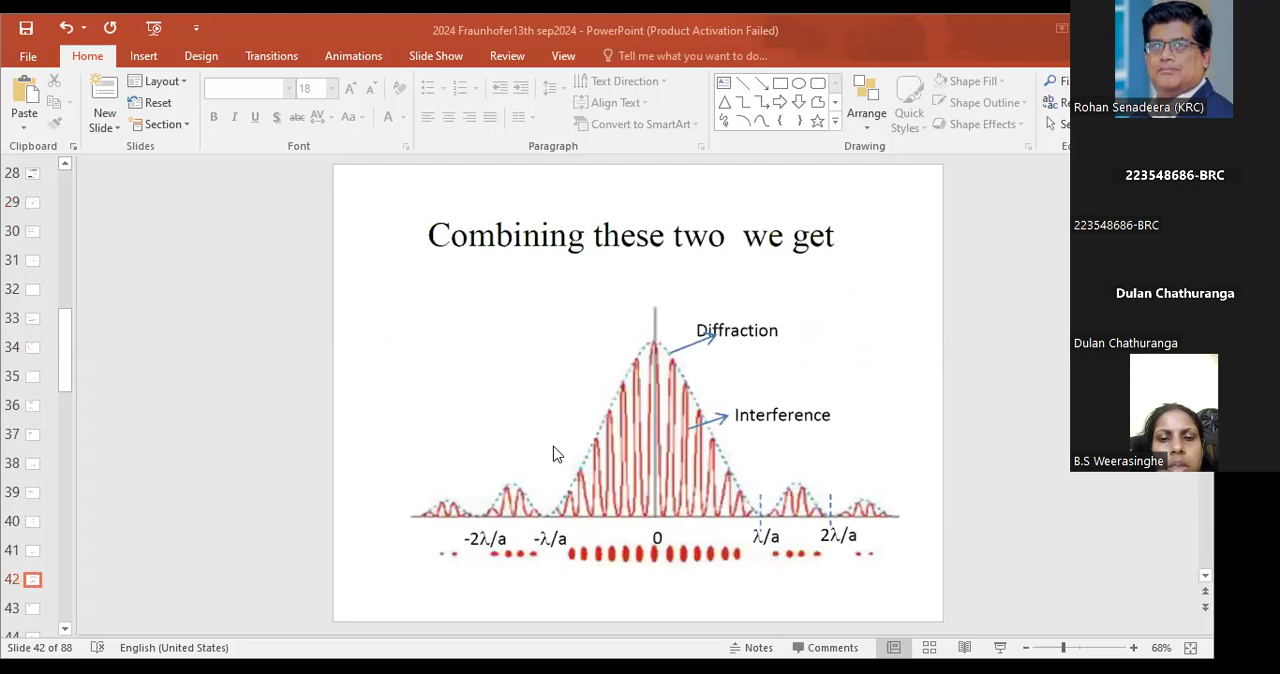 2024 Fraunhofer13th sep2024 - PowerPoint (Product Activation Failed)
File Home Insert Design Transitions Animations Slide Show Review View Tell me what you want to do...
Paste
Clipboard
New
Slide
Layout
Reset
Section
Slides
18
B I U S abc AV Aa A
Font
Text Direction
Align Text
Convert to SmartArt
Paragraph
Arrange
Quick
Styles
Shape Fill
Shape Outline
Shape Effects
Drawing
28
29
30
31
32
33
34
35
36
37
38
39
40
41
42
43
44
Combining these two we get
Diffraction
Interference
-2λ/a -λ/a 0 λ/a 2λ/a
Rohan Senadeera (KRC)
223548686-BRC
223548686-BRC
Dulan Chathuranga
Dulan Chathuranga
B.S Weerasinghe
Slide 42 of 88 English (United States) Notes Comments 68%